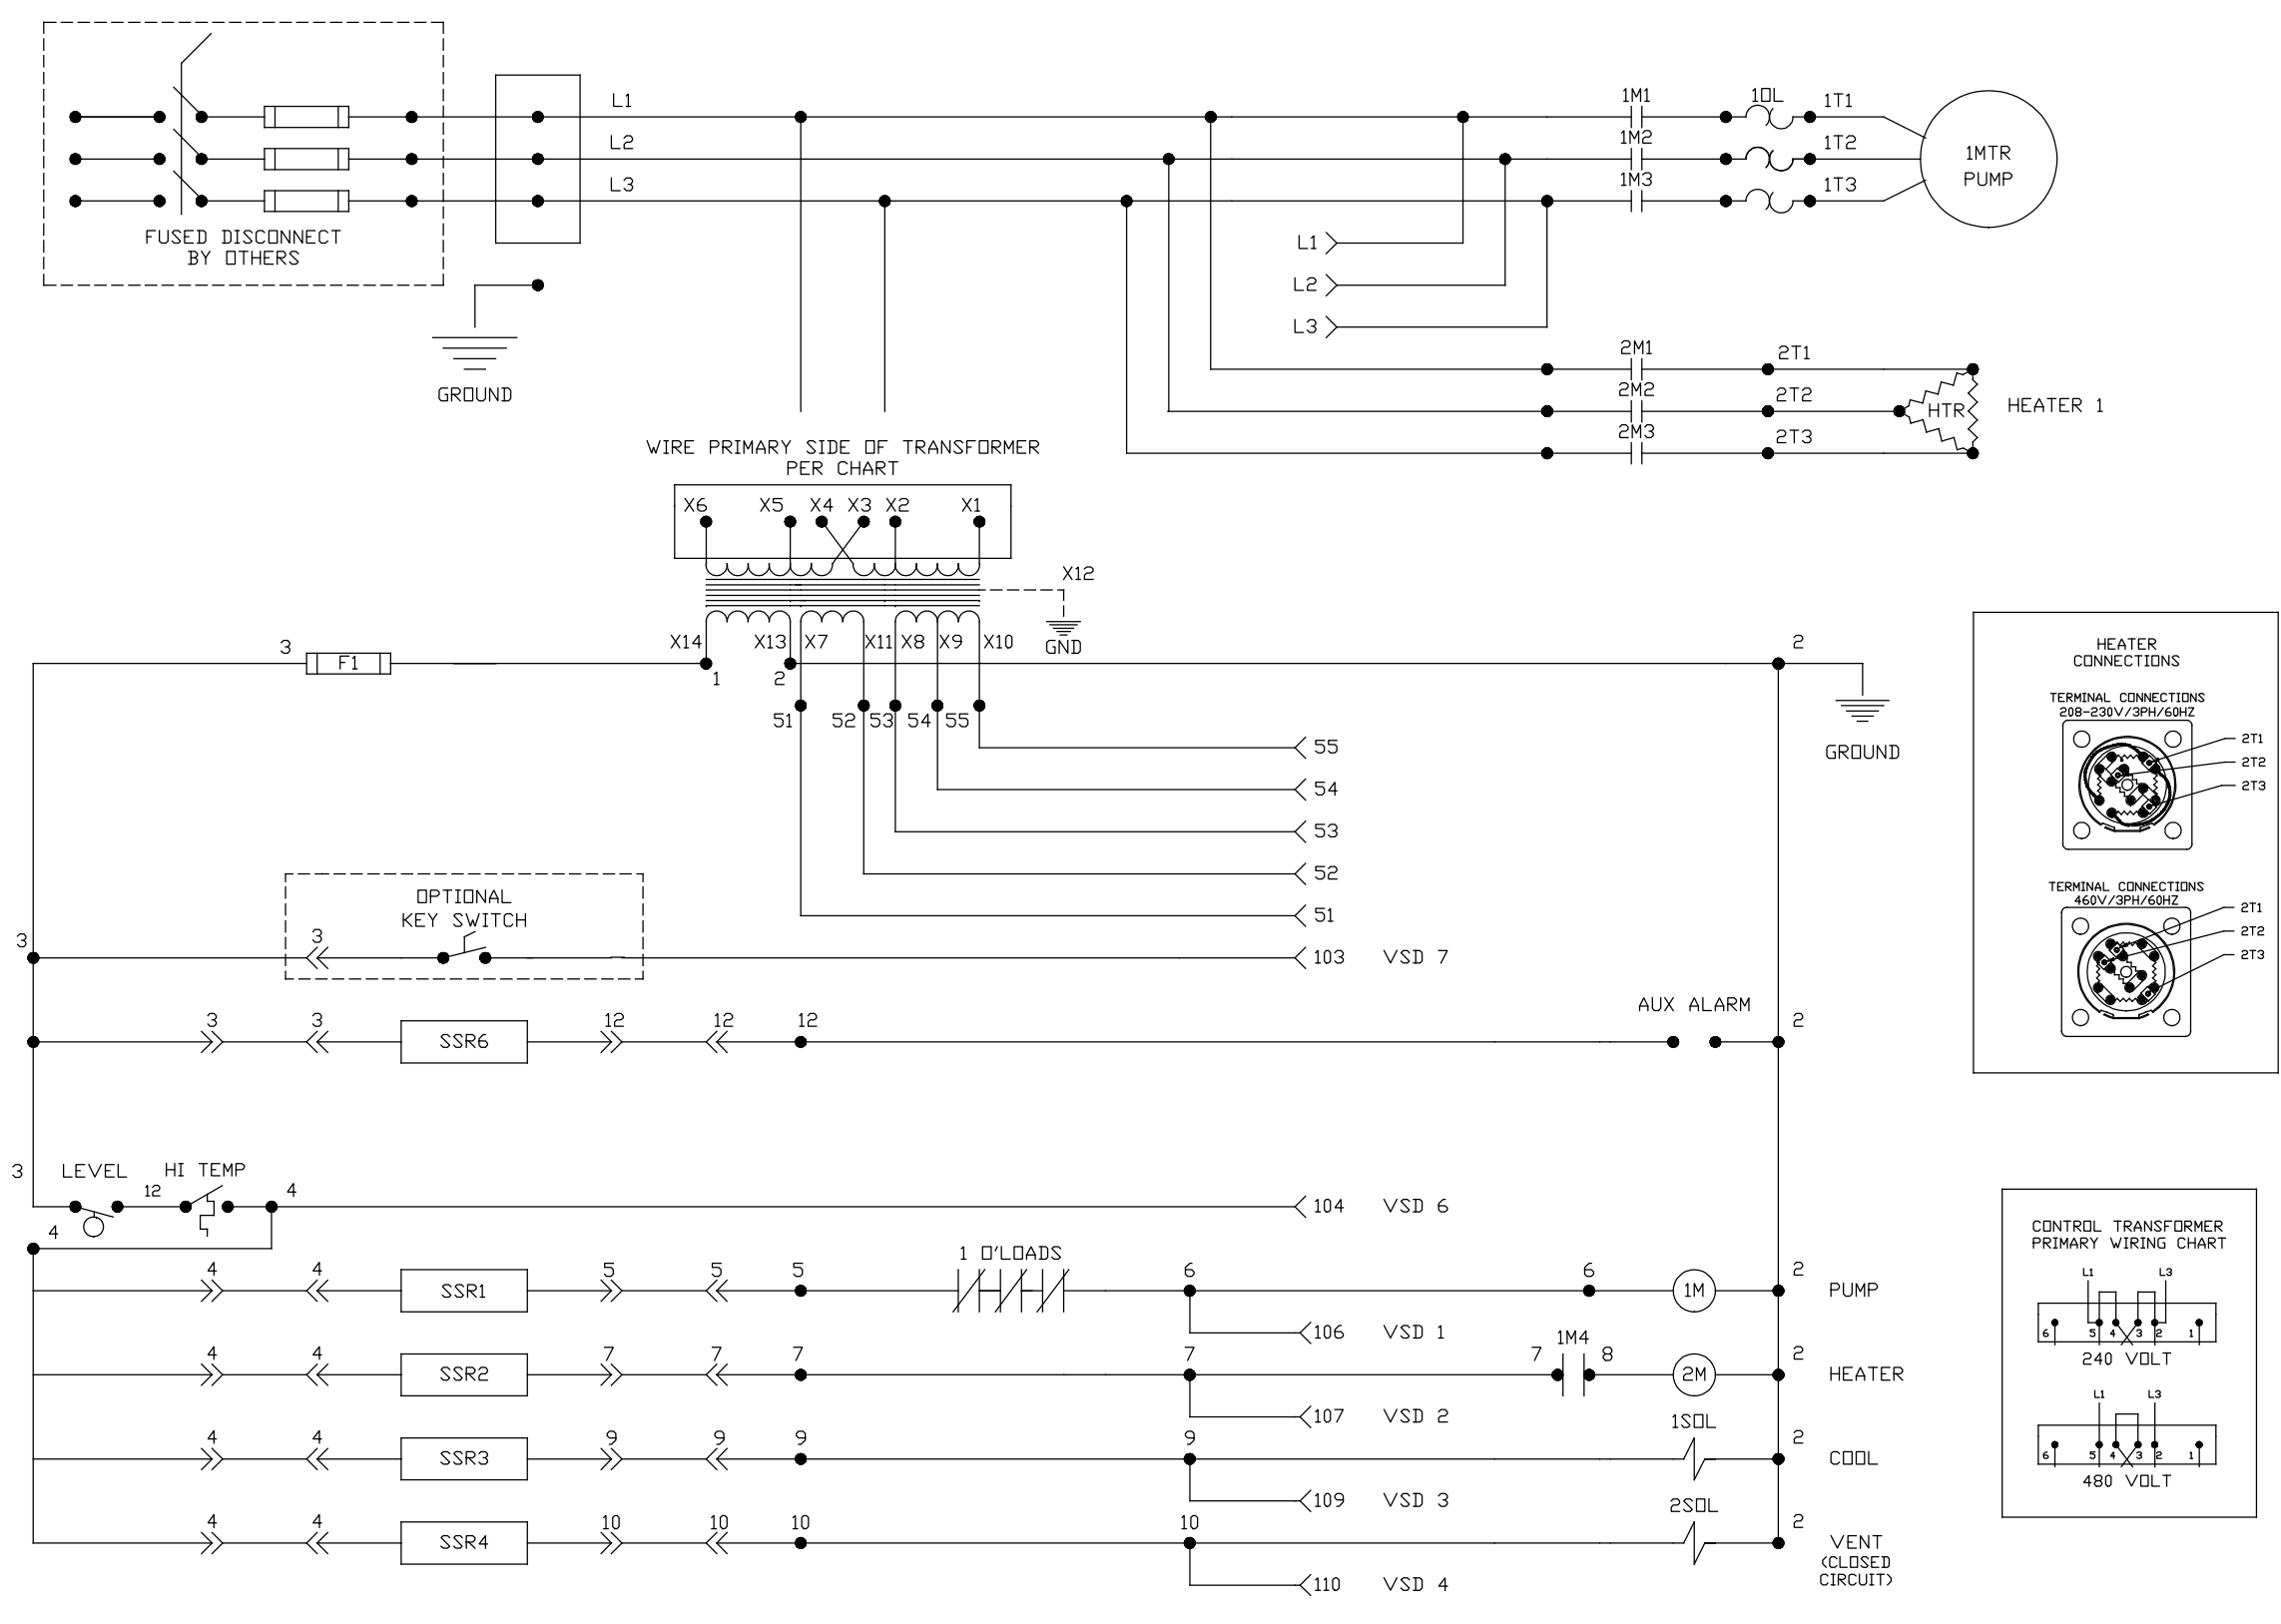 L1
L2
L3
FUSED DISCONNECT
BY OTHERS
GROUND
1M1
1OL
1T1
1M2
1T2
1M3
1T3
1MTR
PUMP
L1
L2
L3
2M1
2T1
2M2
2T2
2M3
2T3
HTR
HEATER 1
WIRE PRIMARY SIDE OF TRANSFORMER
PER CHART
X6 X5 X4 X3 X2 X1
X12
GND
X14 X13 X7 X11 X8 X9 X10
3
F1
1
2
2
51 52 53 54 55
GROUND
55
54
53
52
51
OPTIONAL
KEY SWITCH
3
3
103 VSD 7
AUX ALARM
3 3 SSR6 12 12 12
2
3
LEVEL
12
HI TEMP
4
104 VSD 6
4
1 O'LOADS
4 4 SSR1 5 5 5 6 6 1M 2 PUMP
106 VSD 1
1M4
4 4 SSR2 7 7 7 7 7 8 2M 2 HEATER
107 VSD 2
1SOL
4 4 SSR3 9 9 9 9 2 COOL
109 VSD 3
2SOL
4 4 SSR4 10 10 10 10 2 VENT
(CLOSED
CIRCUIT)
110 VSD 4
HEATER
CONNECTIONS
TERMINAL CONNECTIONS
208-230V/3PH/60HZ
2T1
2T2
2T3
TERMINAL CONNECTIONS
460V/3PH/60HZ
2T1
2T2
2T3
CONTROL TRANSFORMER
PRIMARY WIRING CHART
L1 L3
6 5 4 3 2 1
240 VOLT
L1 L3
6 5 4 3 2 1
480 VOLT